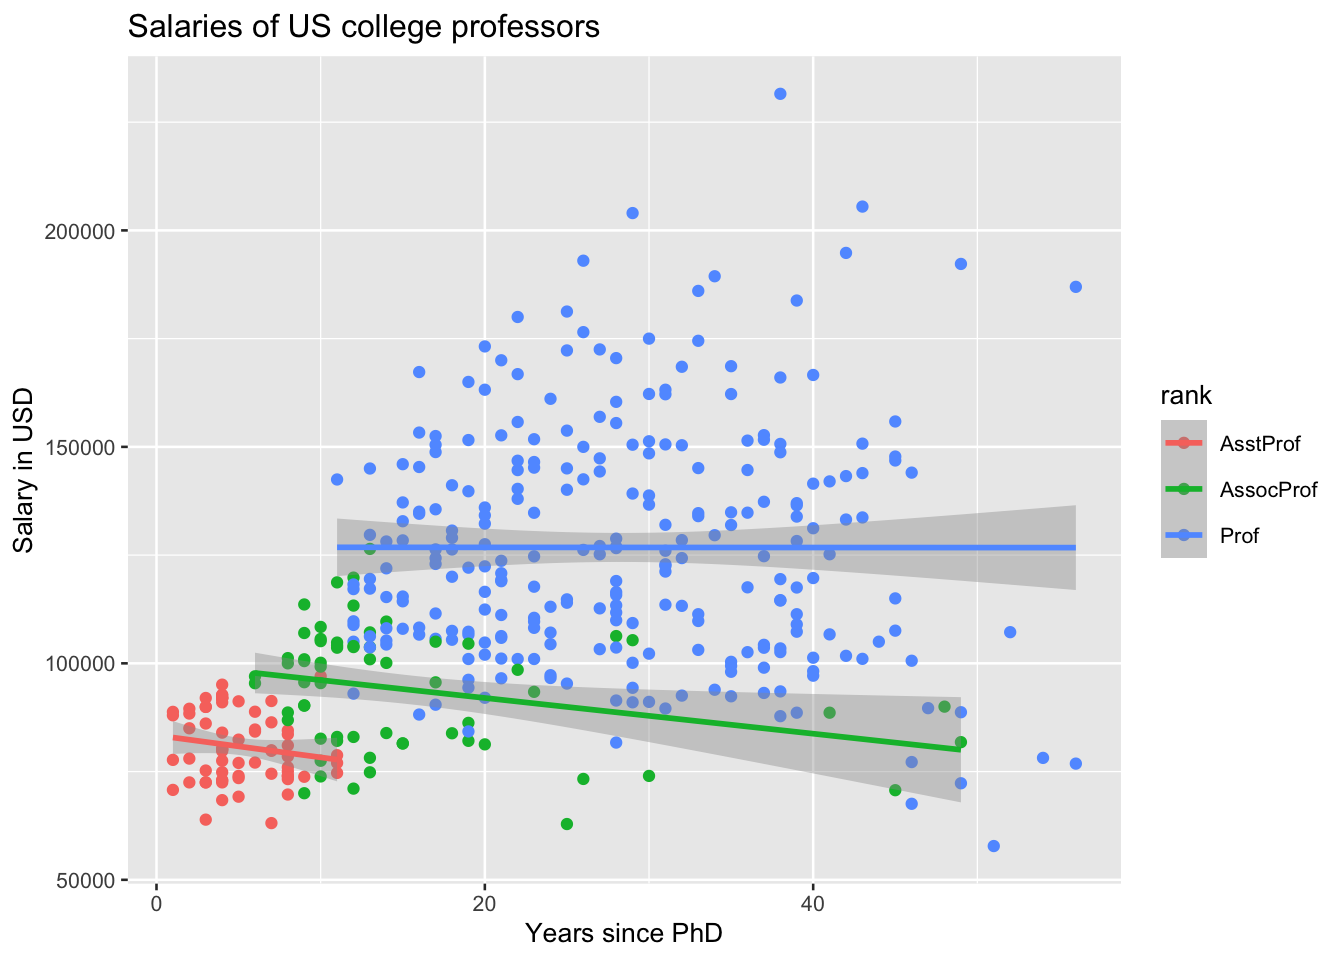 Salaries of US college professors
Salary in USD
200000
150000
100000
50000
0
20
40
Years since PhD
rank
AsstProf
AssocProf
Prof